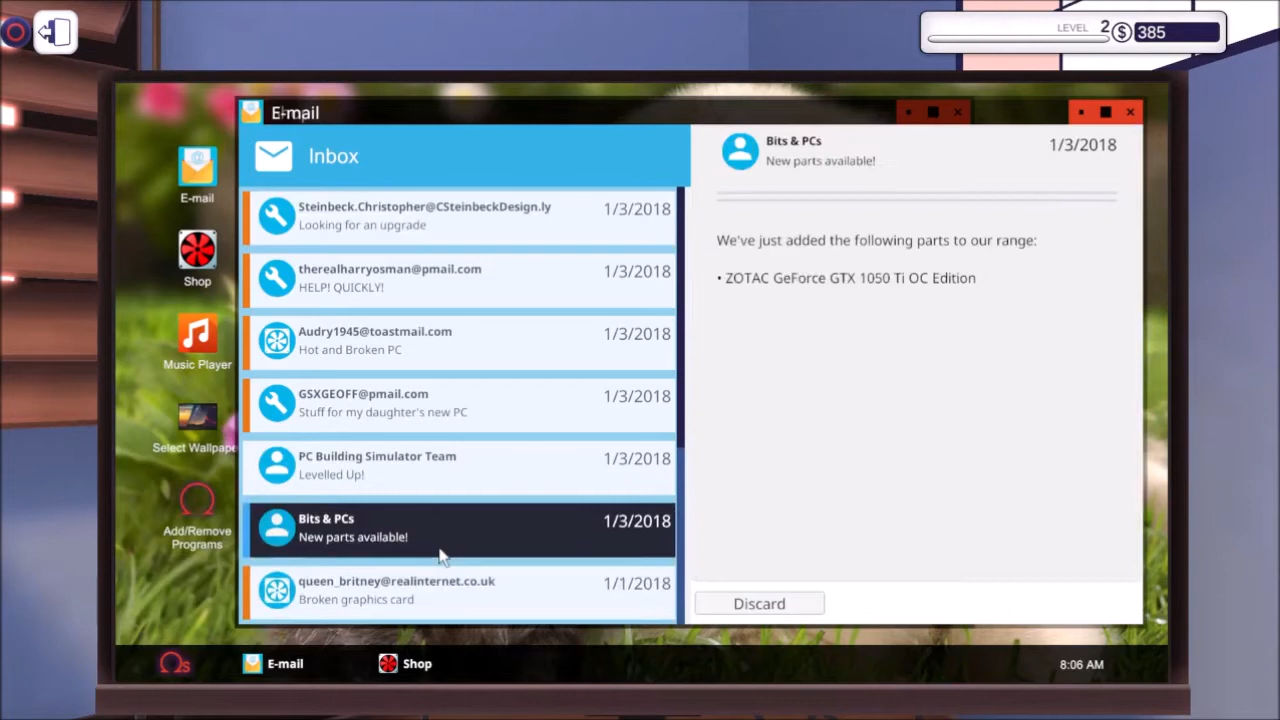 LEVEL 2 $ 385
E-mail
Inbox
Steinbeck.Christopher@CSteinbeckDesign.ly 1/3/2018
Looking for an upgrade
therealharryosman@pmail.com 1/3/2018
HELP! QUICKLY!
Audry1945@toastmail.com 1/3/2018
Hot and Broken PC
GSXGEOFF@pmail.com 1/3/2018
Stuff for my daughter's new PC
PC Building Simulator Team 1/3/2018
Levelled Up!
Bits & PCs 1/3/2018
New parts available!
queen_britney@realinternet.co.uk 1/1/2018
Broken graphics card
Bits & PCs 1/3/2018
New parts available!
We've just added the following parts to our range:
• ZOTAC GeForce GTX 1050 Ti OC Edition
Discard
E-mail
Shop
Music Player
Select Wallpape
Add/Remove
Programs
Ωs E-mail Shop 8:06 AM